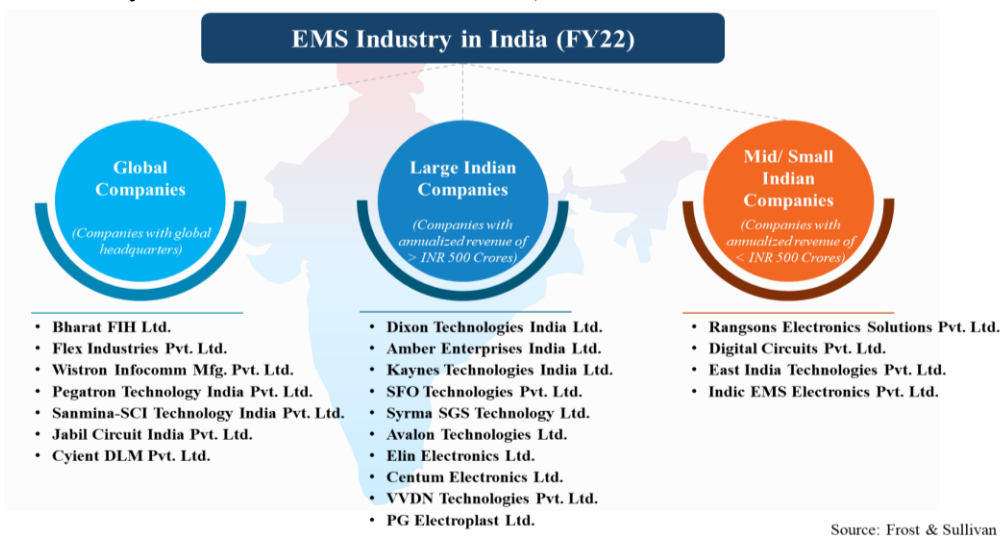 EMS Industry in India (FY22)
Global
Companies
(Companies with global
headquarters)
• Bharat FIH Ltd.
• Flex Industries Pvt. Ltd.
• Wistron Infocomm Mfg. Pvt. Ltd.
• Pegatron Technology India Pvt. Ltd.
• Sanmina-SCI Technology India Pvt. Ltd.
• Jabil Circuit India Pvt. Ltd.
• Cyient DLM Pvt. Ltd.
Large Indian
Companies
(Companies with
annualized revenue of
> INR 500 Crores)
• Dixon Technologies India Ltd.
• Amber Enterprises India Ltd.
• Kaynes Technologies India Ltd.
• SFO Technologies Pvt. Ltd.
• Syrma SGS Technology Ltd.
• Avalon Technologies Ltd.
• Elin Electronics Ltd.
• Centum Electronics Ltd.
• VVDN Technologies Pvt. Ltd.
• PG Electroplast Ltd.
Mid/ Small
Indian
Companies
(Companies with
annualized revenue of
< INR 500 Crores)
• Rangsons Electronics Solutions Pvt. Ltd.
• Digital Circuits Pvt. Ltd.
• East India Technologies Pvt. Ltd.
• Indic EMS Electronics Pvt. Ltd.
Source: Frost & Sullivan